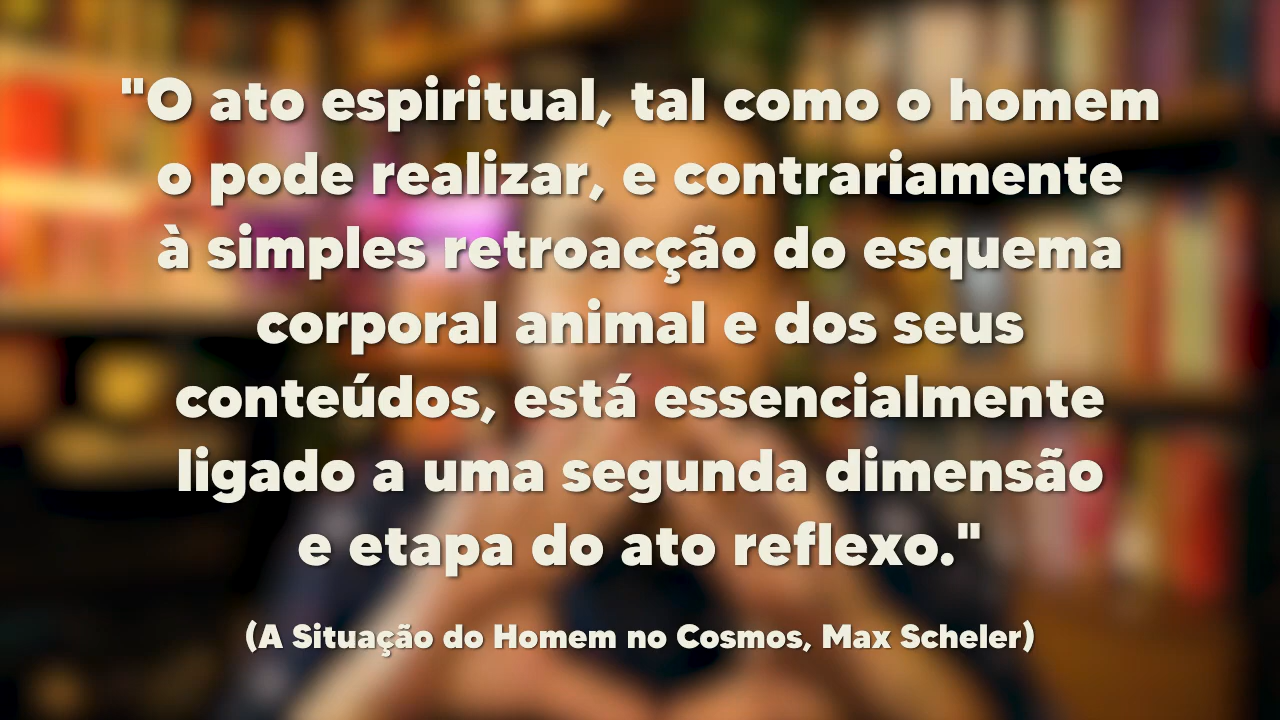 "O ato espiritual, tal como o homem
o pode realizar, e contrariamente
à simples retroacção do esquema
corporal animal e dos seus
conteúdos, está essencialmente
ligado a uma segunda dimensão
e etapa do ato reflexo."
(A Situação do Homem no Cosmos, Max Scheler)